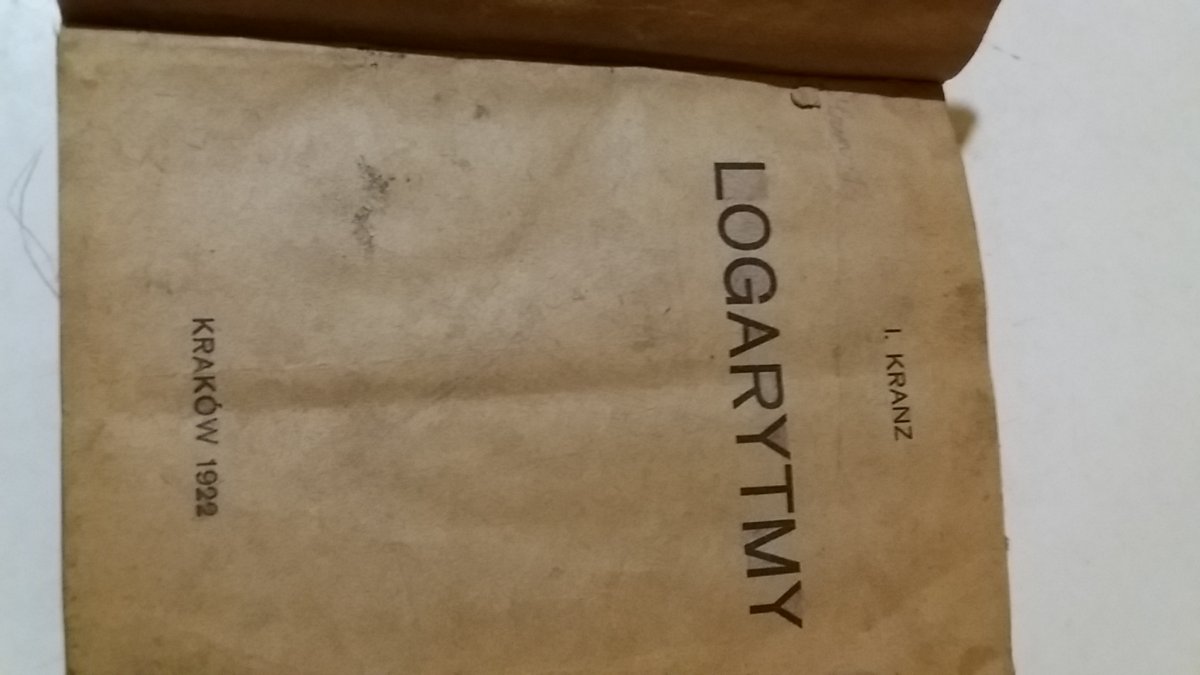 I. KRANZ
LOGARYTMY
KRAKÓW 1922